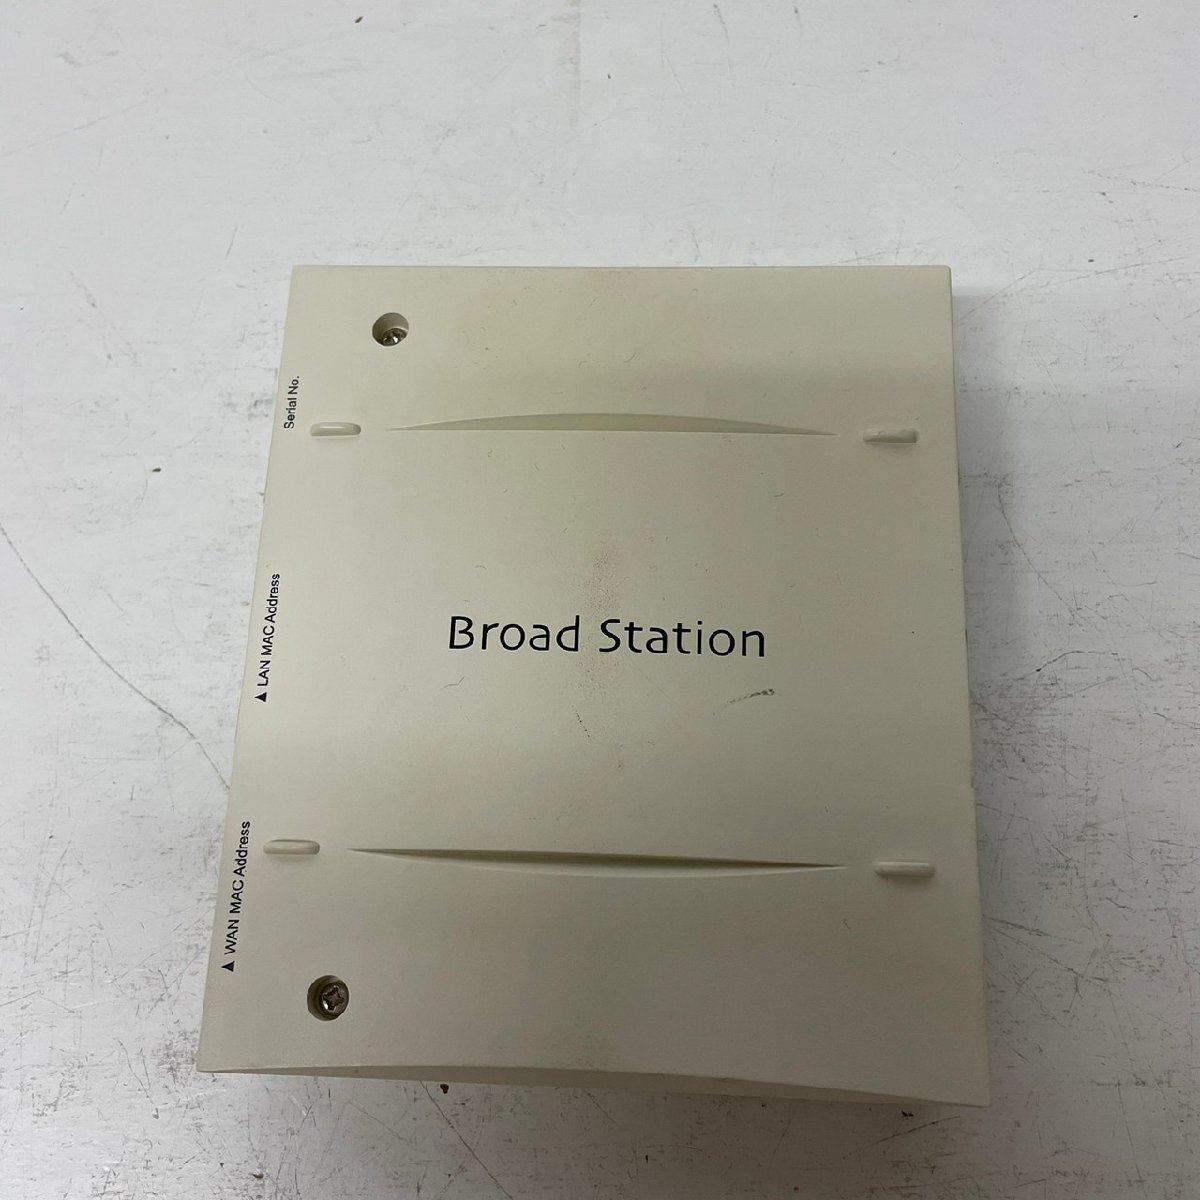 Serial No.
▲ LAN MAC Address
Broad Station
▲ WAN MAC Address